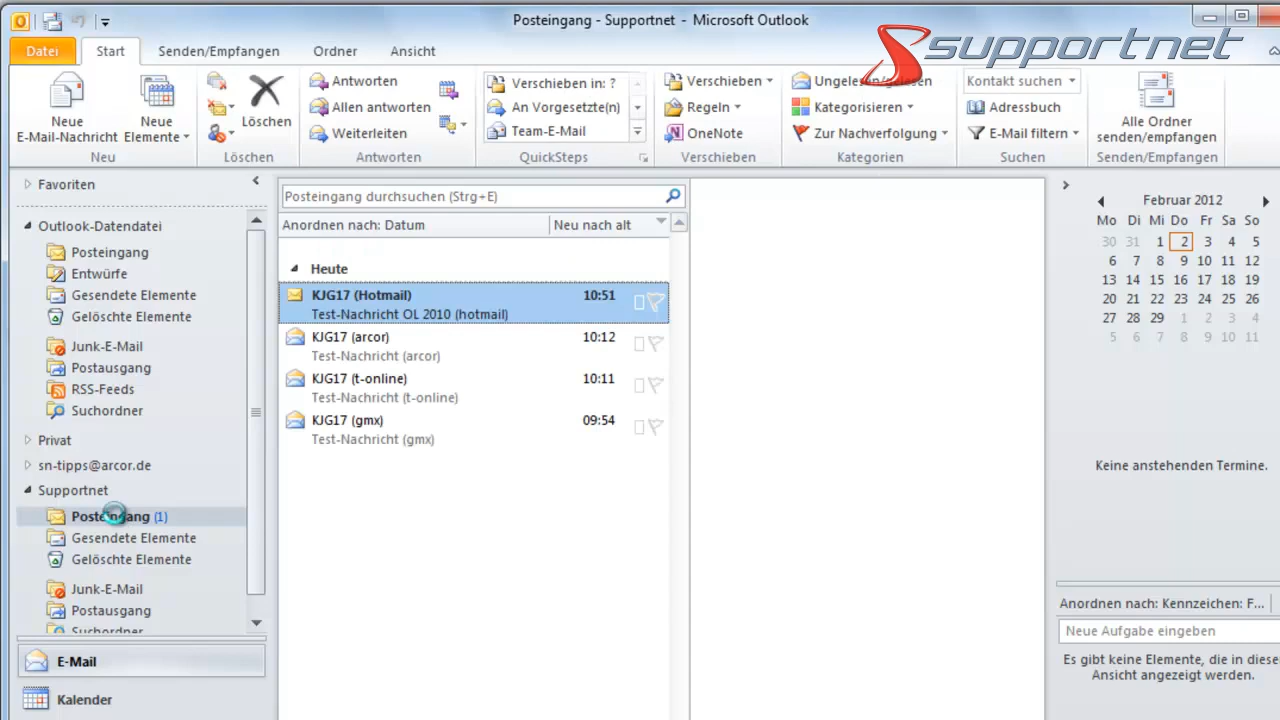 Posteingang - Supportnet - Microsoft Outlook
supportnet
Datei
Start
Senden/Empfangen
Ordner
Ansicht
Neue
E-Mail-Nachricht
Neue
Elemente
Neu
Löschen
Löschen
Antworten
Allen antworten
Weiterleiten
Antworten
Verschieben in: ?
An Vorgesetzte(n)
Team-E-Mail
QuickSteps
Verschieben
Regeln
OneNote
Verschieben
Ungelesen/gelesen
Kategorisieren
Zur Nachverfolgung
Kategorien
Kontakt suchen
Adressbuch
E-Mail filtern
Suchen
Alle Ordner
senden/empfangen
Senden/Empfangen
Favoriten
Outlook-Datendatei
Posteingang
Entwürfe
Gesendete Elemente
Gelöschte Elemente
Junk-E-Mail
Postausgang
RSS-Feeds
Suchordner
Privat
sn-tipps@arcor.de
Supportnet
Posteingang (1)
Gesendete Elemente
Gelöschte Elemente
Junk-E-Mail
Postausgang
Suchordner
E-Mail
Kalender
Posteingang durchsuchen (Strg+E)
Anordnen nach: Datum
Neu nach alt
Heute
KJG17 (Hotmail) 10:51
Test-Nachricht OL 2010 (hotmail)
KJG17 (arcor) 10:12
Test-Nachricht (arcor)
KJG17 (t-online) 10:11
Test-Nachricht (t-online)
KJG17 (gmx) 09:54
Test-Nachricht (gmx)
Februar 2012
Mo Di Mi Do Fr Sa So
30 31 1 2 3 4 5
6 7 8 9 10 11 12
13 14 15 16 17 18 19
20 21 22 23 24 25 26
27 28 29 1 2 3 4
5 6 7 8 9 10 11
Keine anstehenden Termine.
Anordnen nach: Kennzeichen: F...
Neue Aufgabe eingeben
Es gibt keine Elemente, die in diese
Ansicht angezeigt werden.